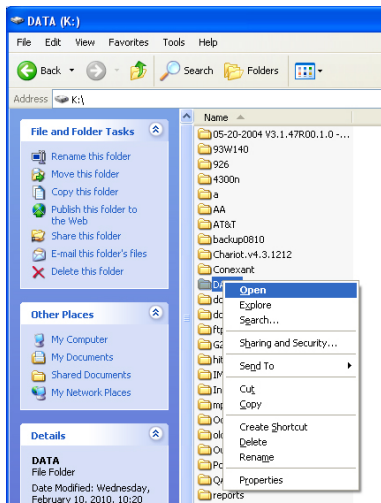 DATA (K:)
File Edit View Favorites Tools Help
Back Search Folders
Address K:\
Name
File and Folder Tasks
Rename this folder
Move this folder
Copy this folder
Publish this folder to
the Web
Share this folder
E-mail this folder's files
Delete this folder
Other Places
My Computer
My Documents
Shared Documents
My Network Places
Details
DATA
File Folder
Date Modified: Wednesday,
February 10, 2010, 10:20
05-20-2004 V3.1.47R00.1.0 -...
93W140
926
4300n
a
AA
AT&T
backup0810
Chariot.v4.3.1212
Conexant
reports
Open
Explore
Search...
Sharing and Security...
Send To
Cut
Copy
Create Shortcut
Delete
Rename
Properties